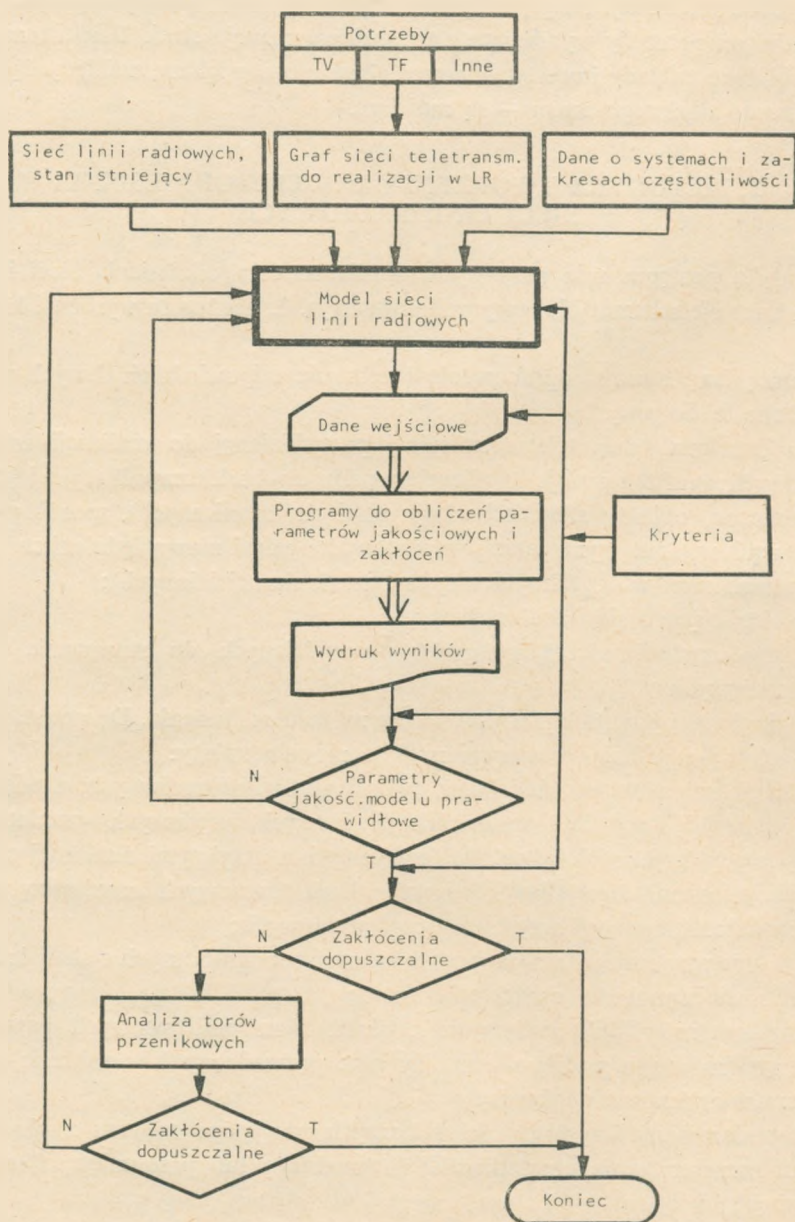 Potrzeby
TV
TF
Inne
Sieć linii radiowych,
stan istniejący
Graf sieci teletransm.
do realizacji w LR
Dane o systemach i za-
kresach częstotliwości
Model sieci
linii radiowych
Dane wejściowe
Programy do obliczeń pa-
rametrów jakościowych i
zakłóceń
Kryteria
Wydruk wyników
N
Parametry
jakość.modelu pra-
widłowe
T
N
Zakłócenia
dopuszczalne
T
Analiza torów
przenikowych
N
Zakłócenia
dopuszczalne
T
Koniec